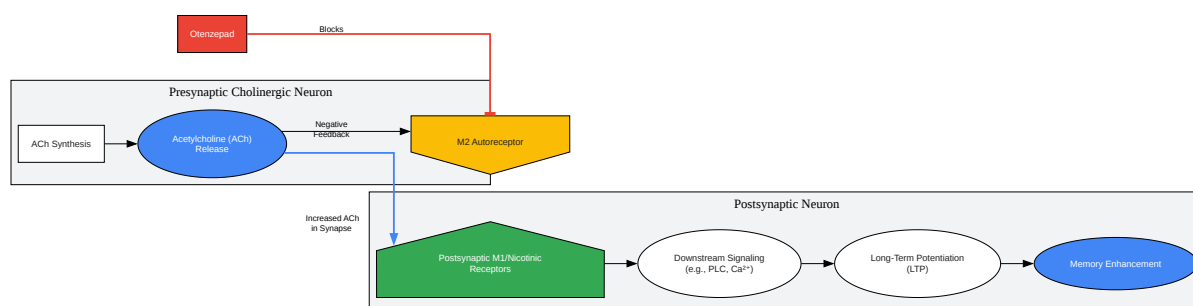 Otenzepad
Blocks
Presynaptic Cholinergic Neuron
ACh Synthesis
Acetylcholine (ACh)
Release
Negative
Feedback
M2 Autoreceptor
Increased ACh
in Synapse
Postsynaptic Neuron
Postsynaptic M1/Nicotinic
Receptors
Downstream Signaling
(e.g., PLC, Ca²⁺)
Long-Term Potentiation
(LTP)
Memory Enhancement